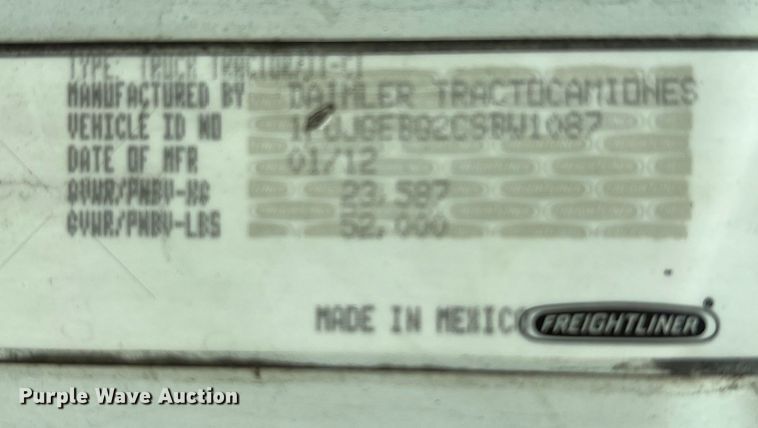 TYPE: TRUCK TRACTOR
MANUFACTURED BY DAIMLER TRACTOCAMIONES
VEHICLE ID NO
DATE OF MFR 01/12
GVWR/PNBV-KG 23,587
GVWR/PNBV-LBS 52,000
MADE IN MEXICO FREIGHTLINER
Purple Wave Auction